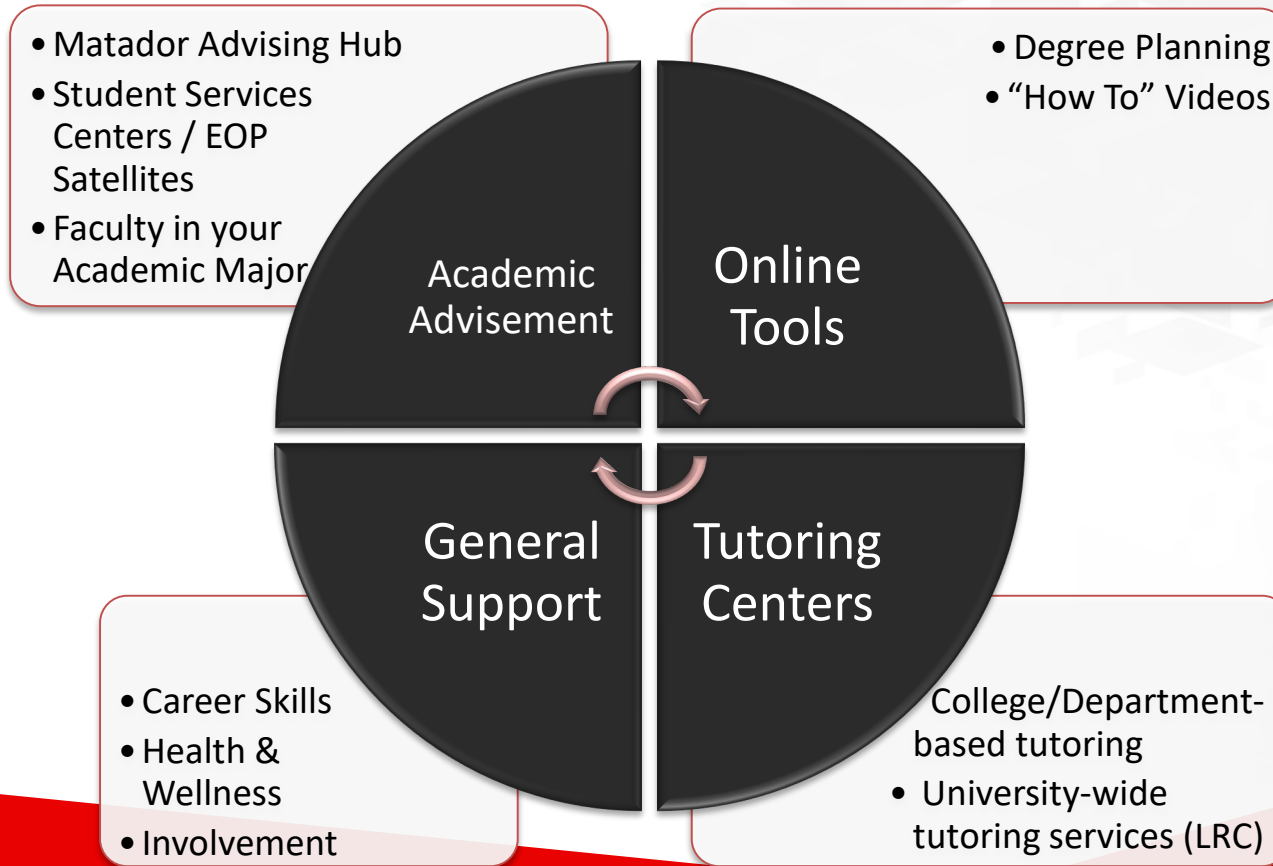 • Matador Advising Hub
• Student Services
Centers / EOP
Satellites
• Faculty in your
Academic Major
• Degree Planning
• “How To” Videos
Academic
Advisement
Online
Tools
General
Support
Tutoring
Centers
• Career Skills
• Health &
Wellness
• Involvement
College/Department-
based tutoring
• University-wide
tutoring services (LRC)